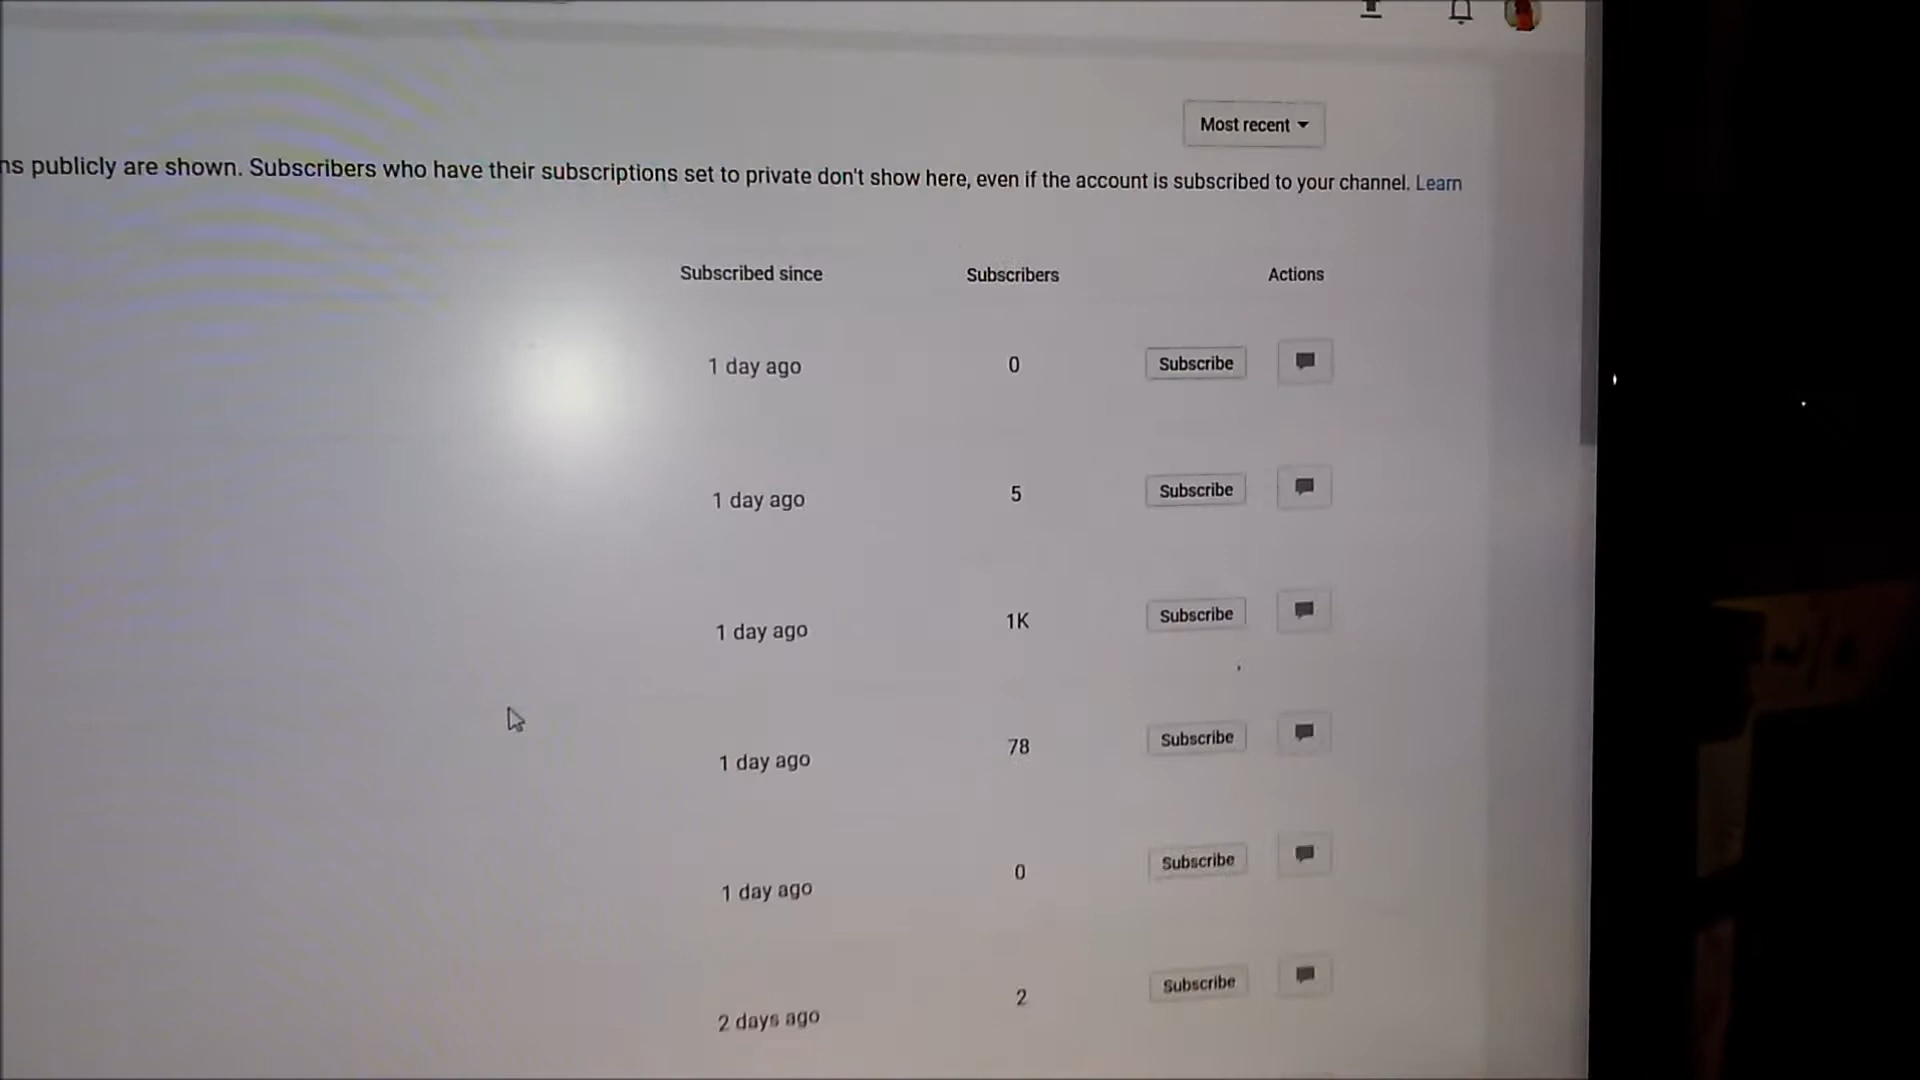 Most recent
ns publicly are shown. Subscribers who have their subscriptions set to private don't show here, even if the account is subscribed to your channel. Learn
Subscribed since Subscribers Actions
1 day ago 0 Subscribe
1 day ago 5 Subscribe
1 day ago 1K Subscribe
1 day ago 78 Subscribe
1 day ago 0 Subscribe
2 days ago 2 Subscribe